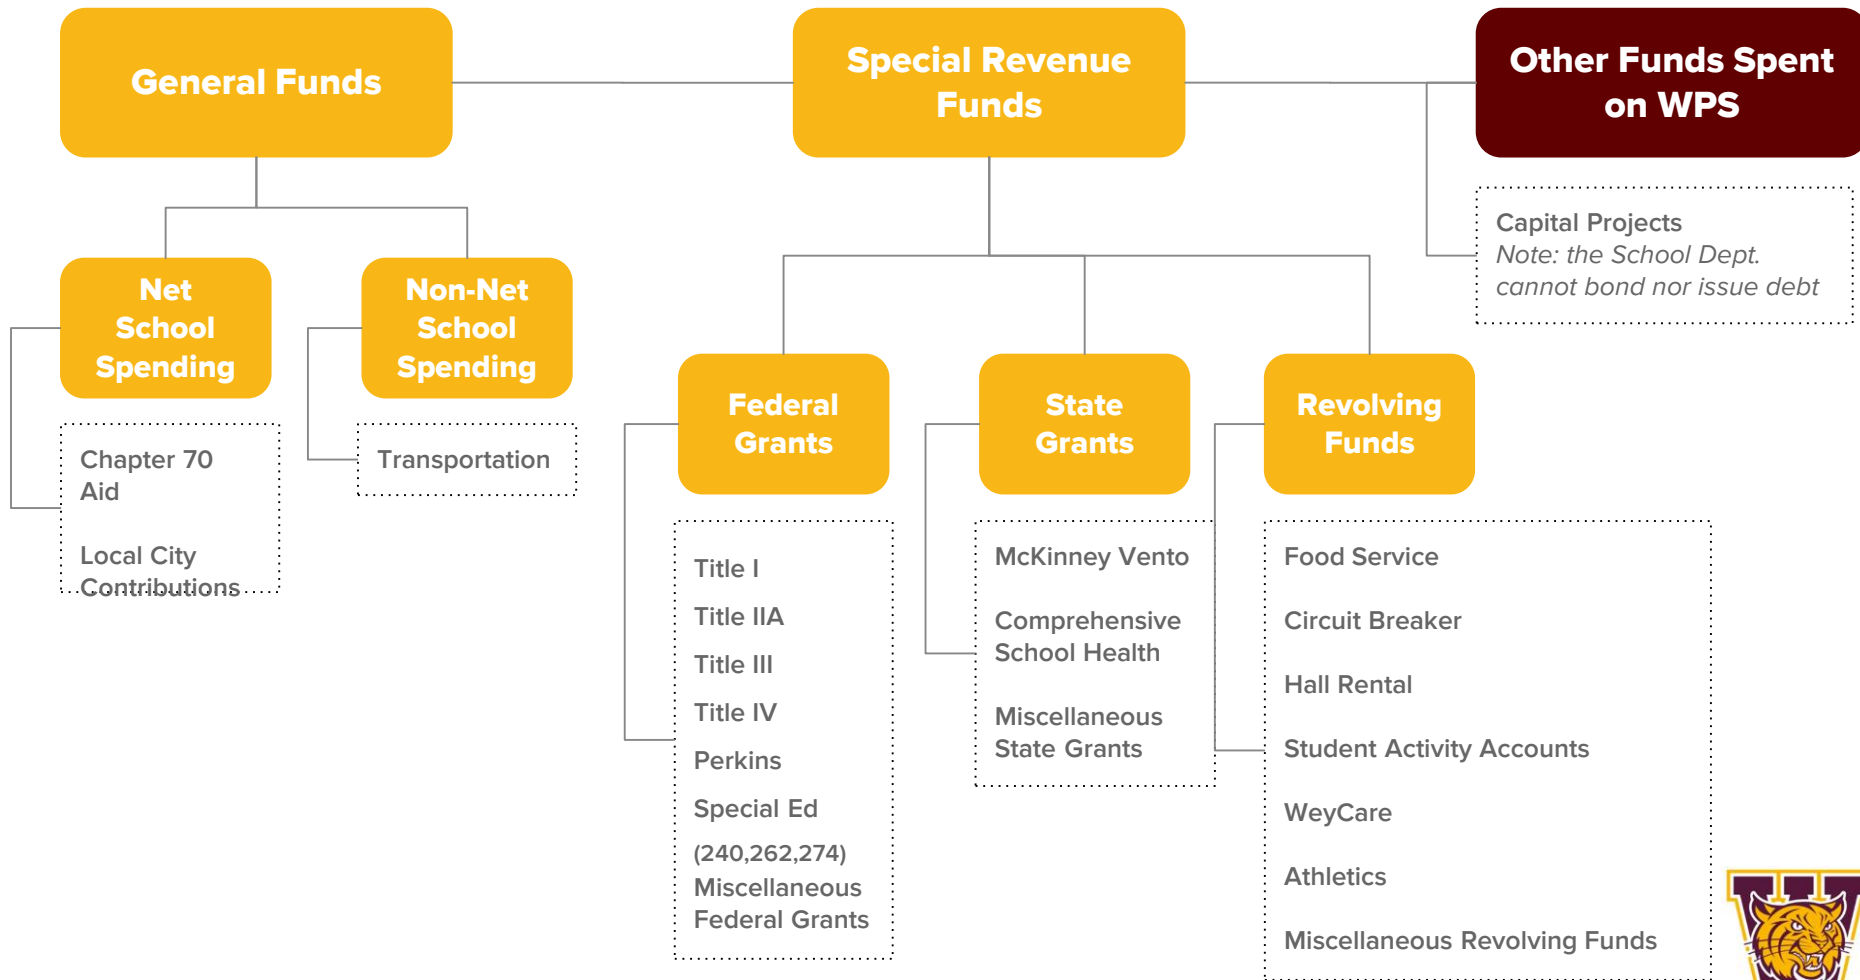 General Funds
Special Revenue
Funds
Other Funds Spent
on WPS
Capital Projects
Note: the School Dept.
cannot bond nor issue debt
Net
School
Spending
Non-Net
School
Spending
Chapter 70
Aid
Local City
Contributions
Transportation
Federal
Grants
State
Grants
Revolving
Funds
Title I
Title IIA
Title III
Title IV
Perkins
Special Ed
(240,262,274)
Miscellaneous
Federal Grants
McKinney Vento
Comprehensive
School Health
Miscellaneous
State Grants
Food Service
Circuit Breaker
Hall Rental
Student Activity Accounts
WeyCare
Athletics
Miscellaneous Revolving Funds
W